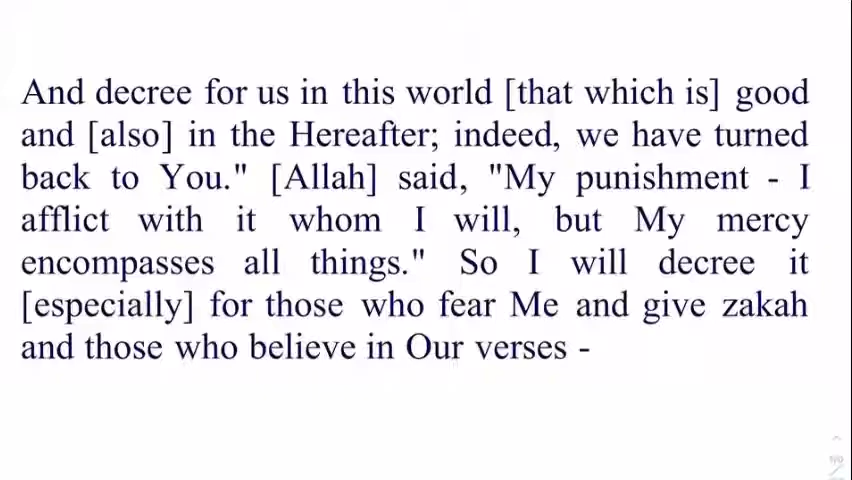 And decree for us in this world [that which is] good
and [also] in the Hereafter; indeed, we have turned
back to You." [Allah] said, "My punishment - I
afflict with it whom I will, but My mercy
encompasses all things." So I will decree it
[especially] for those who fear Me and give zakah
and those who believe in Our verses -